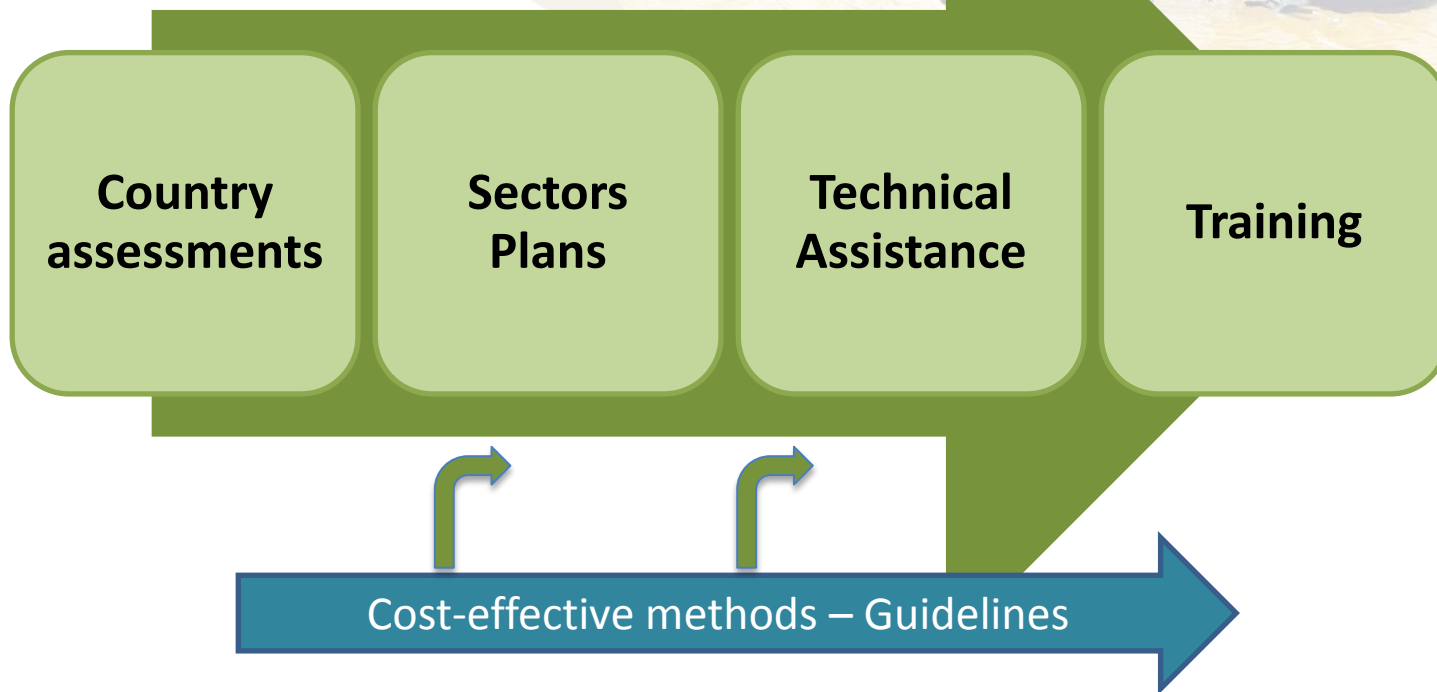 Country
assessments
Sectors
Plans
Technical
Assistance
Training
Cost-effective methods – Guidelines